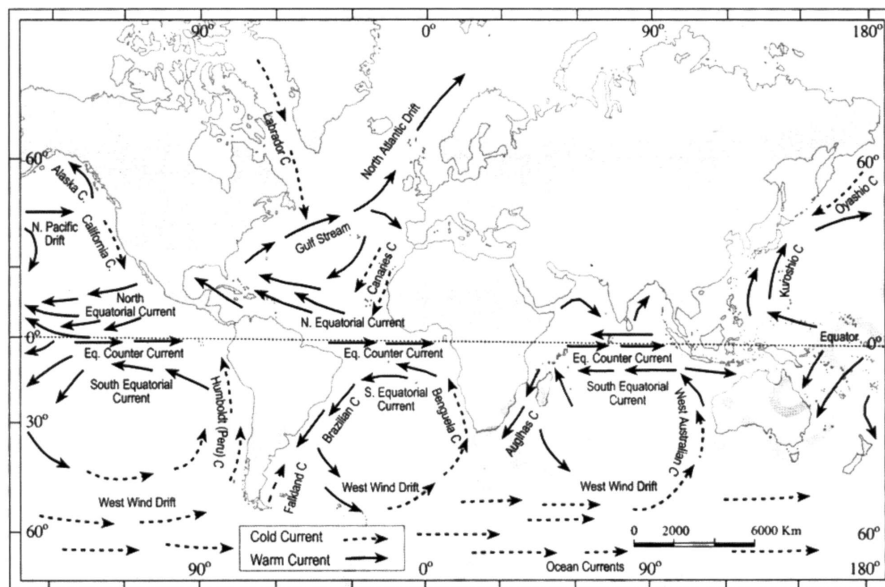 90°
0°
90°
180°
60°
60°
Labrador C
North Atlantic Drift
Alaska C.
Oyashio C
N. Pacific
Drift
California C.
Gulf Stream
Canaries C
Kuroshio C
North
Equatorial Current
N. Equatorial Current
0°
Equator
0°
Eq. Counter Current
Eq. Counter Current
Eq. Counter Current
South Equatorial
Current
S. Equatorial
Current
South Equatorial
Current
Humboldt (Peru) C
Brazilian C
Benguela C
Auglhas C
West Australian C
30°
30°
Falkland C
West Wind Drift
West Wind Drift
West Wind Drift
60°
60°
0 2000 6000 Km
Cold Current
Warm Current
Ocean Currents
90°
0°
90°
180°